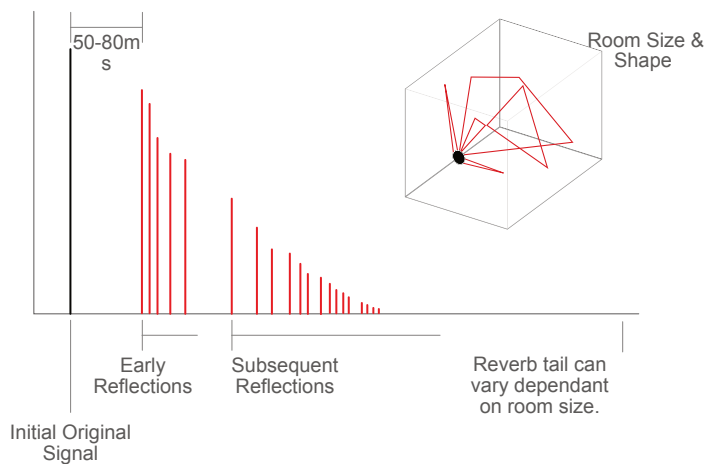 50-80m
s
Room Size &
Shape
Early
Reflections
Subsequent
Reflections
Reverb tail can
vary dependant
on room size.
Initial Original
Signal